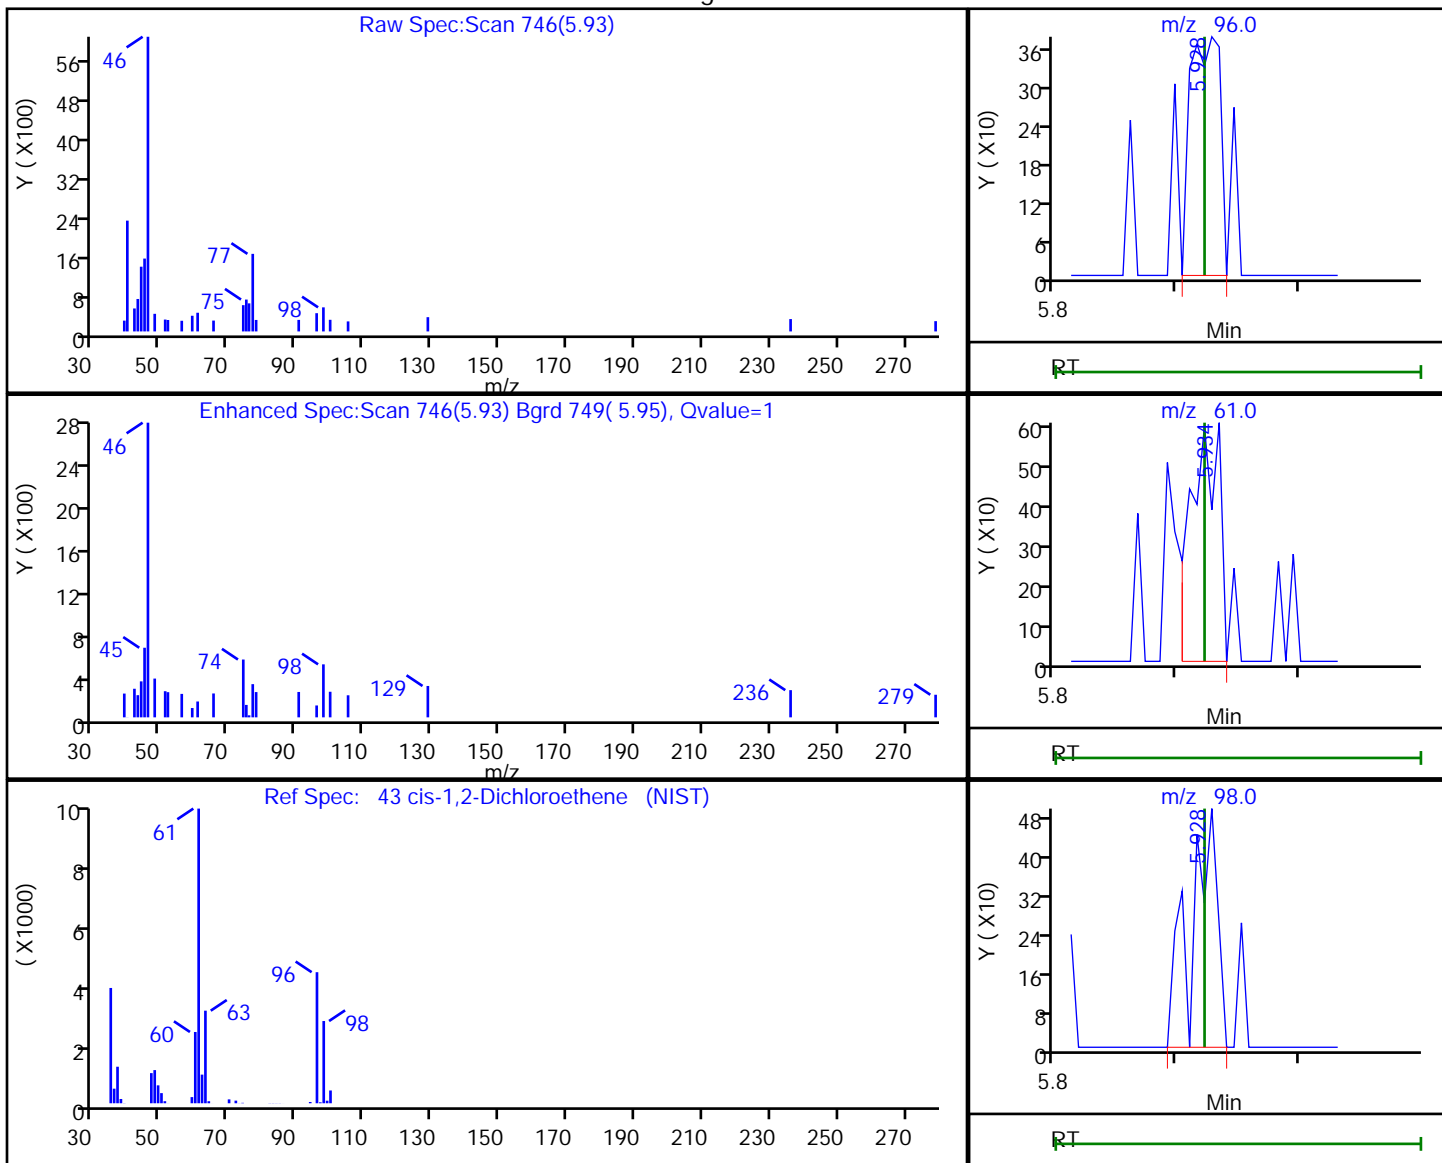 Raw Spec:Scan 746(5.93)
Y ( X100)
56
48
40
32
24
16
8
0
46
77
75
98
30 50 70 90 110 130 150 170 190 210 230 250 270
m/z
m/z 96.0
Y ( X10)
36
30
24
18
12
6
0
5.928
5.8
Min
RT
Enhanced Spec:Scan 746(5.93) Bgrd 749( 5.95), Qvalue=1
Y ( X100)
28
24
20
16
12
8
4
0
46
45
74
98
129
236
279
30 50 70 90 110 130 150 170 190 210 230 250 270
m/z
m/z 61.0
Y ( X10)
60
50
40
30
20
10
0
5.934
5.8
Min
RT
Ref Spec: 43 cis-1,2-Dichloroethene (NIST)
( X1000)
10
8
6
4
2
0
61
96
63
60
98
30 50 70 90 110 130 150 170 190 210 230 250 270
m/z 98.0
Y ( X10)
48
40
32
24
16
8
0
5.928
5.8
Min
RT